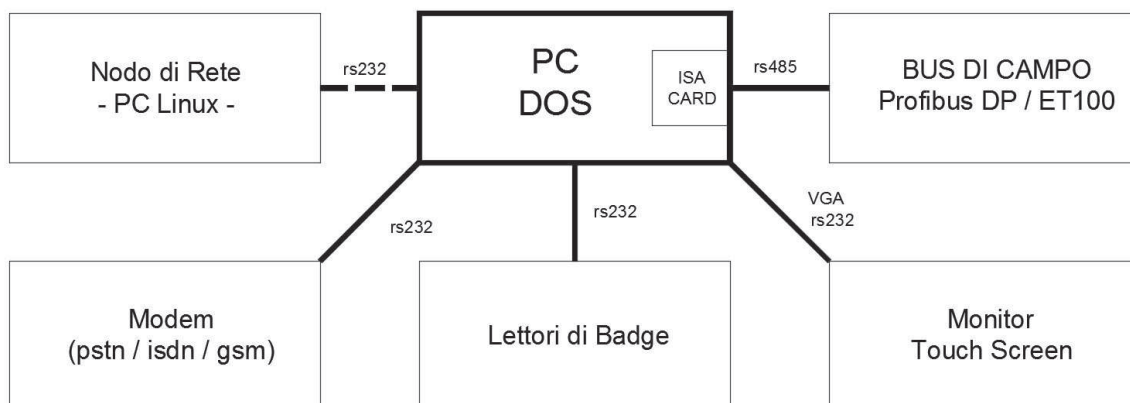 Nodo di Rete
- PC Linux -
rs232
PC
DOS
ISA
CARD
rs485
BUS DI CAMPO
Profibus DP / ET100
rs232
rs232
VGA
rs232
Modem
(pstn / isdn / gsm)
Lettori di Badge
Monitor
Touch Screen